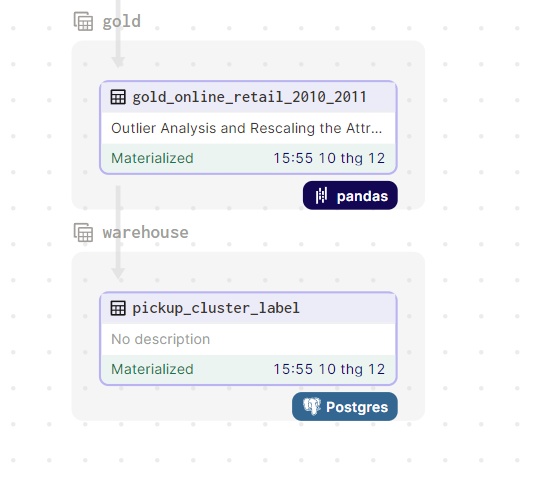 gold
gold_online_retail_2010_2011
Outlier Analysis and Rescaling the Attr...
Materialized 15:55 10 thg 12
pandas
warehouse
pickup_cluster_label
No description
Materialized 15:55 10 thg 12
Postgres